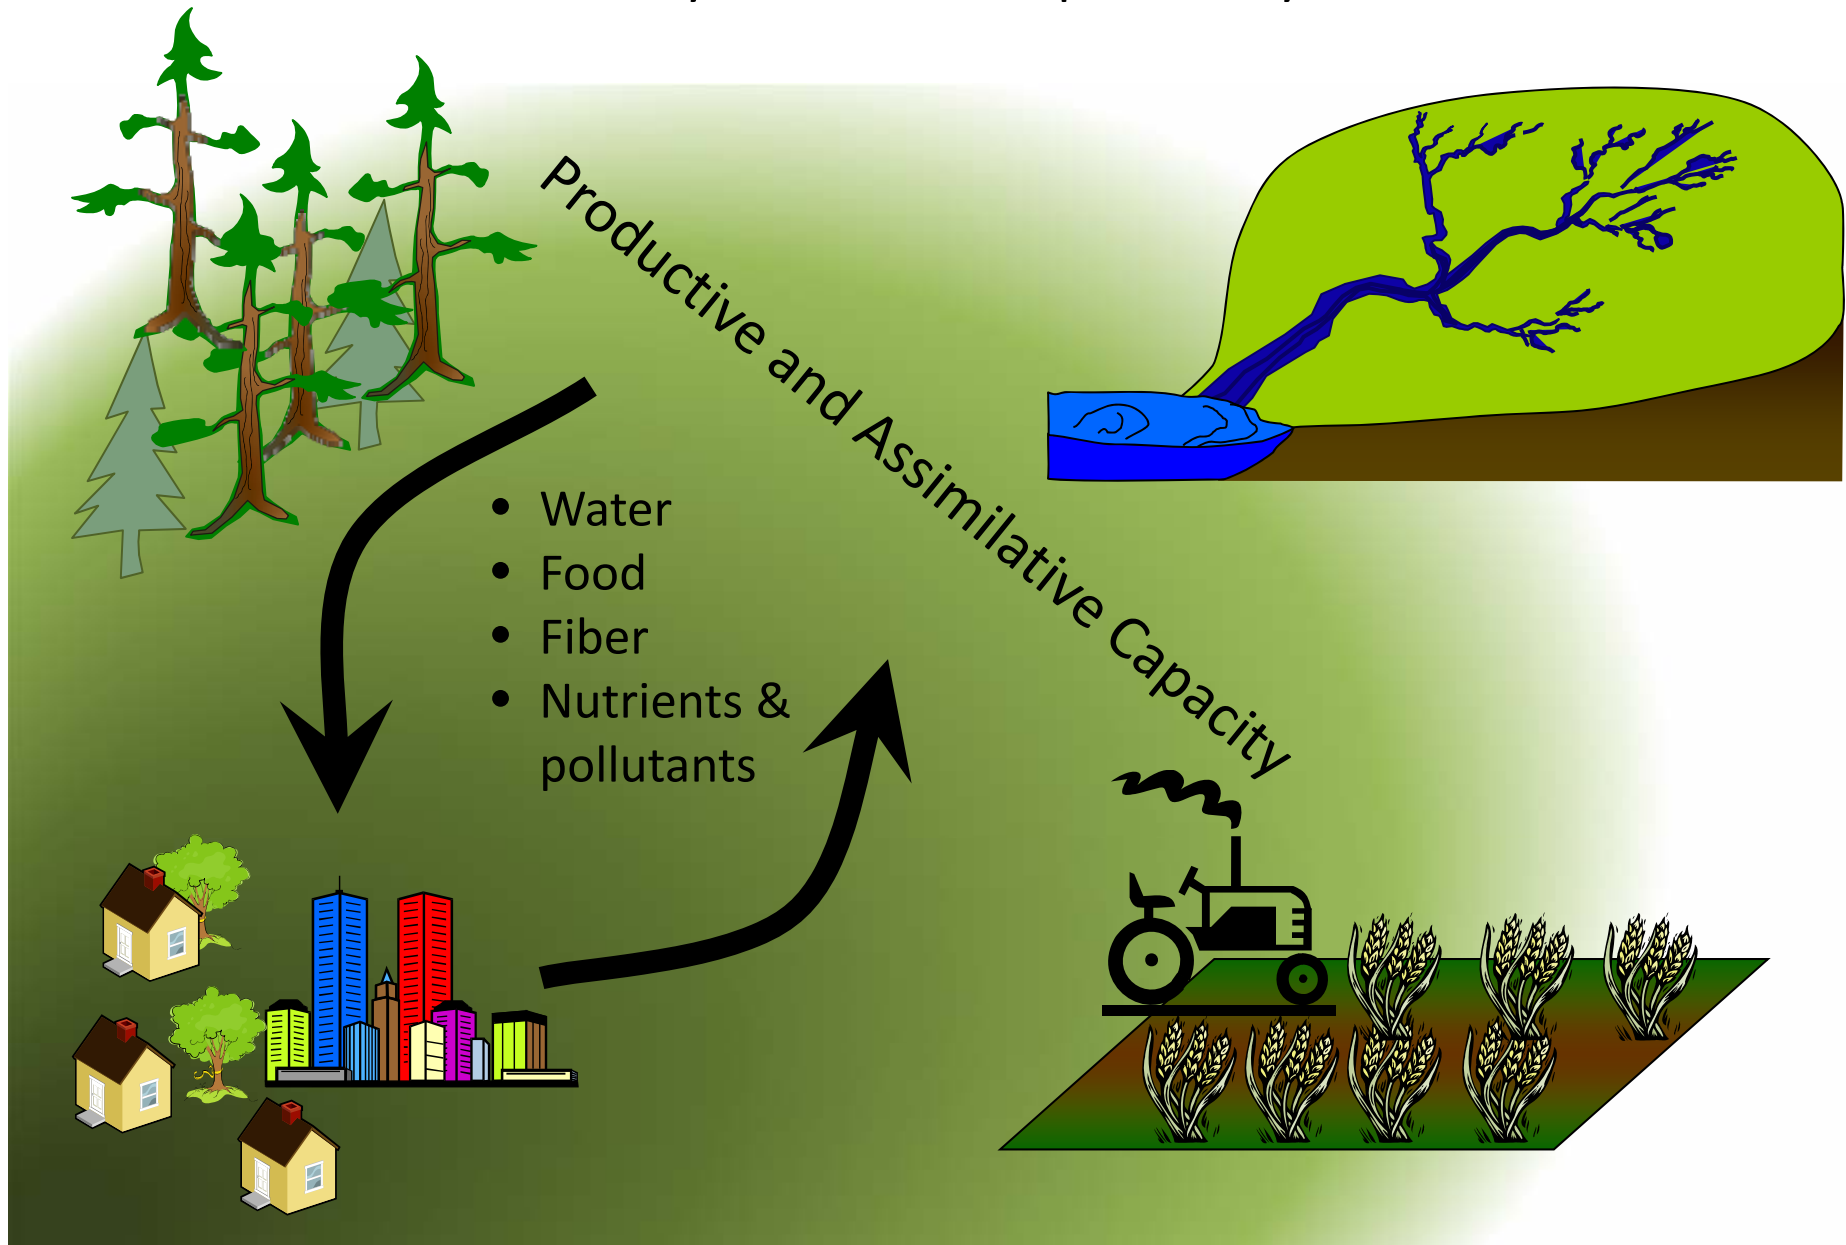 Productive and Assimilative Capacity
• Water
• Food
• Fiber
• Nutrients &
pollutants